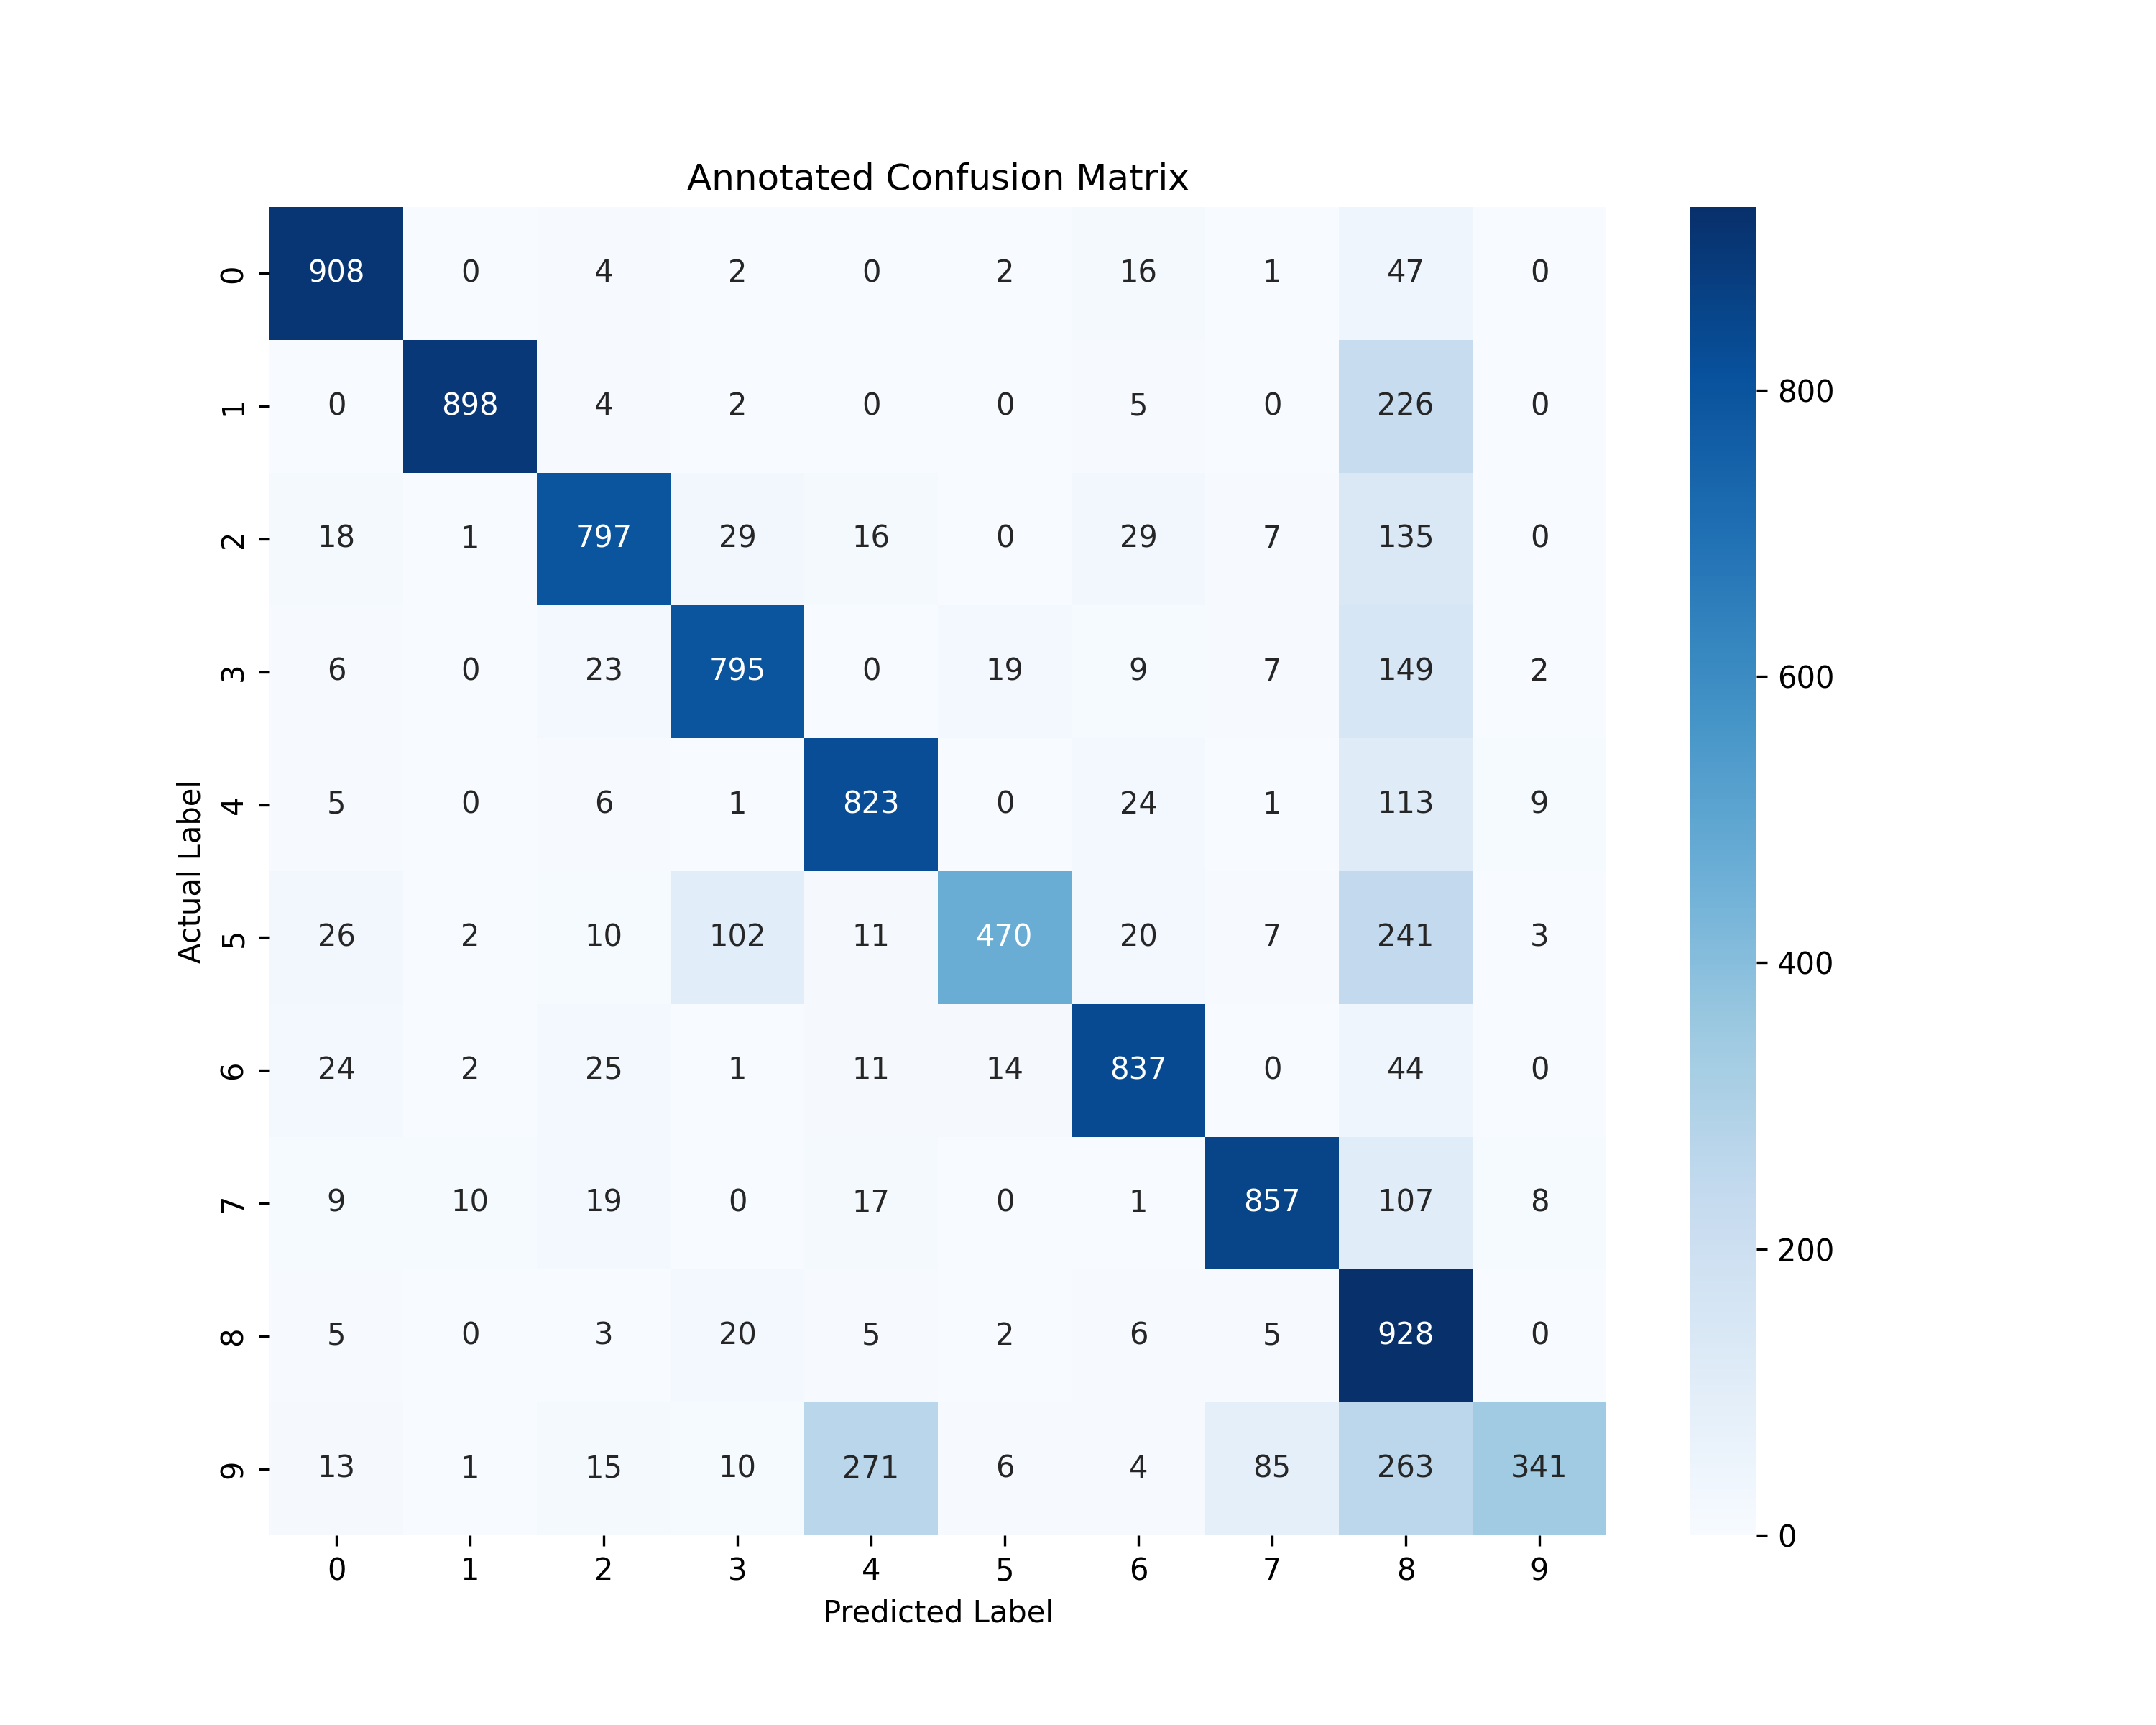 Annotated Confusion Matrix
0 908 0 4 2 0 2 16 1 47 0
1 0 898 4 2 0 0 5 0 226 0
2 18 1 797 29 16 0 29 7 135 0
3 6 0 23 795 0 19 9 7 149 2
4 5 0 6 1 823 0 24 1 113 9
5 26 2 10 102 11 470 20 7 241 3
6 24 2 25 1 11 14 837 0 44 0
7 9 10 19 0 17 0 1 857 107 8
8 5 0 3 20 5 2 6 5 928 0
9 13 1 15 10 271 6 4 85 263 341
0 1 2 3 4 5 6 7 8 9
Predicted Label
Actual Label
800
600
400
200
0